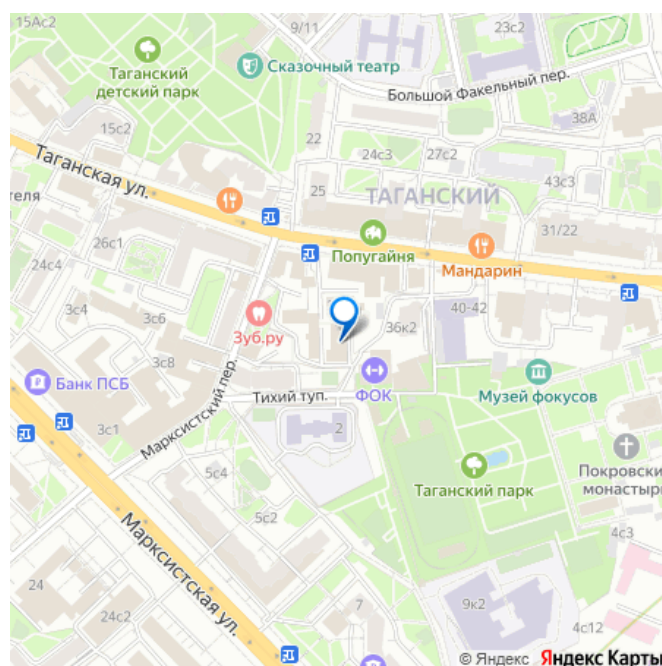 15Ас2
9/11
23с2
Таганский
детский парк
Сказочный театр
Большой Факельный пер.
38А
15с2
22
24с3
27с2
Таганская ул.
43с3
25
ТАГАНСКИЙ
ителя
31/22
26с1
Попугайня
Мандарин
24с4
40-42
3с4
3с6
Зуб.ру
36к2
3с8
Банк ПСБ
ФОК
Музей фокусов
Марксистский пер.
Тихий туп.
3с1
2
Покровски
монастыр
5с4
Таганский парк
5с2
4с3
Марксистская ул.
24
7
9к2
24с2
4с12
© Яндекс Яндекс Карты